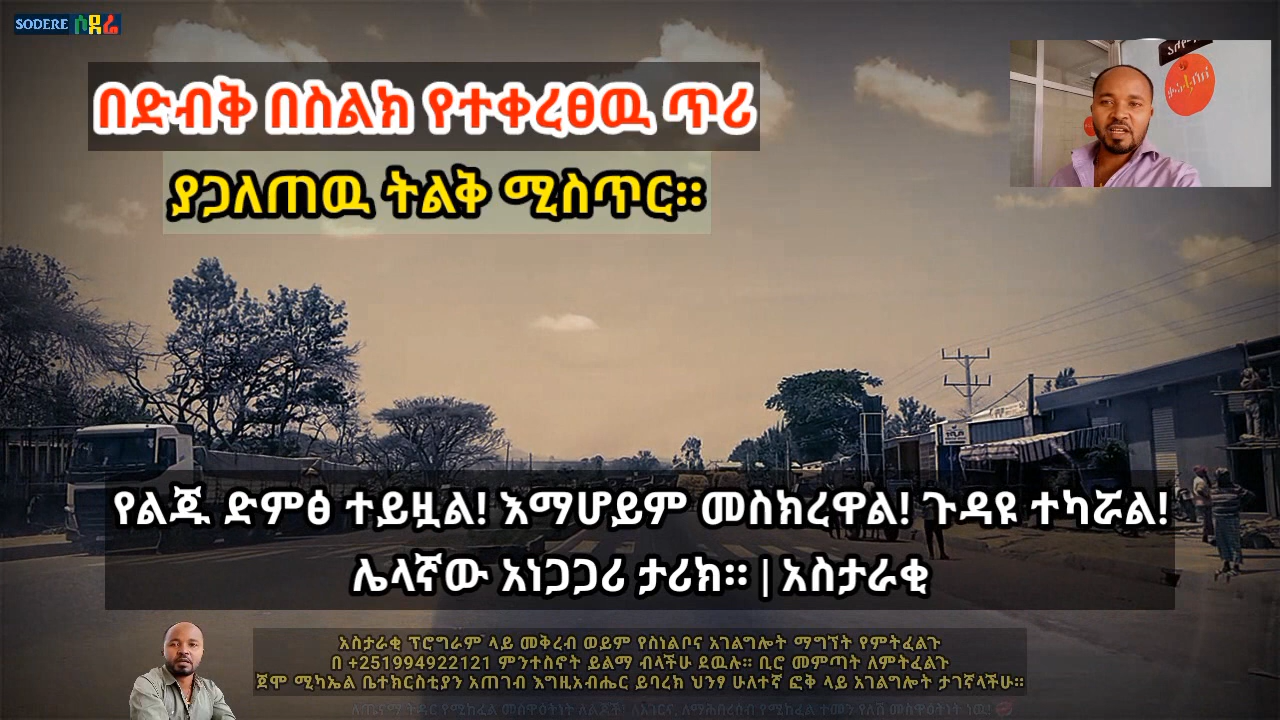 SODERE ሶደሬ
በድብቅ በስልክ የተቀረፀዉ ጥሪ
ያጋለጠዉ ትልቅ ሚስጥር።
የልጁ ድምፅ ተይዟል! እማሆይም መስክረዋል! ጉዳዩ ተካሯል!
ሌላኛው አነጋጋሪ ታሪክ። | አስታራቂ
አስታራቂ ፕሮግራም ላይ መቅረብ ወይም የስነልቦና አገልግሎት ማግኘት የምትፈልጉ
በ +251994922121 ምንተስኖት ይልማ ብላችሁ ደዉሉ። ቢሮ መምጣት ለምትፈልጉ
ጀሞ ሚካኤል ቤተክርስቲያን አጠገብ እግዚአብሔር ይባረክ ህንፃ ሁለተኛ ፎቅ ላይ አገልግሎት ታገኛላችሁ።